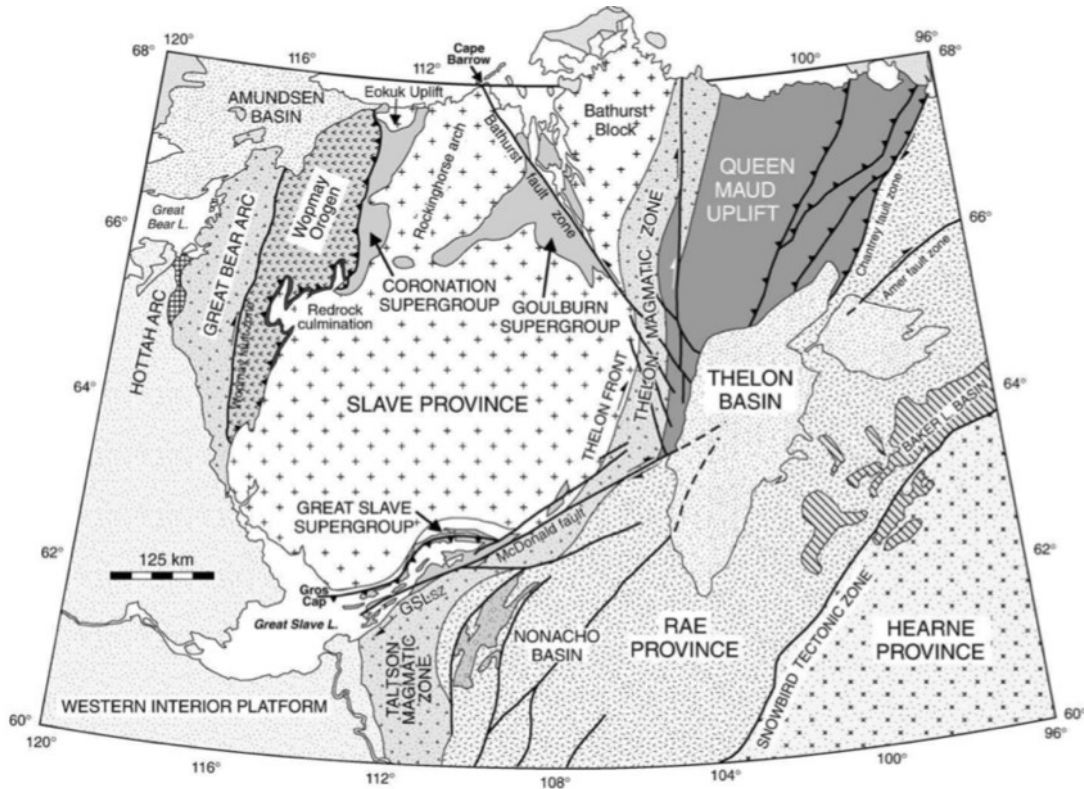 120°
116°
112°
100°
96°
68°
68°
Cape
Barrow
Eokuk Uplift
AMUNDSEN
BASIN
Bathurst
Block
Rockinghorse arch
Bathurst fault zone
Wopmay
Orogen
GREAT BEAR ARC
Great
Bear L.
66°
66°
QUEEN
MAUD
UPLIFT
Chantrey fault zone
Amer fault zone
THELON MAGMATIC ZONE
CORONATION
SUPERGROUP
GOULBURN
SUPERGROUP
Redrock
culmination
Wopmay fault zone
HOTTAH ARC
64°
64°
THELON
BASIN
BAKER L. BASIN
SLAVE PROVINCE
THELON FRONT
GREAT SLAVE
SUPERGROUP
McDonald fault
62°
62°
125 km
Gros
Cap
GSLsz
Great Slave L.
NONACHO
BASIN
RAE
PROVINCE
HEARNE
PROVINCE
SNOWBIRD TECTONIC ZONE
TALTSON
MAGMATIC
ZONE
WESTERN INTERIOR PLATFORM
60°
60°
120°
116°
112°
108°
104°
100°
96°